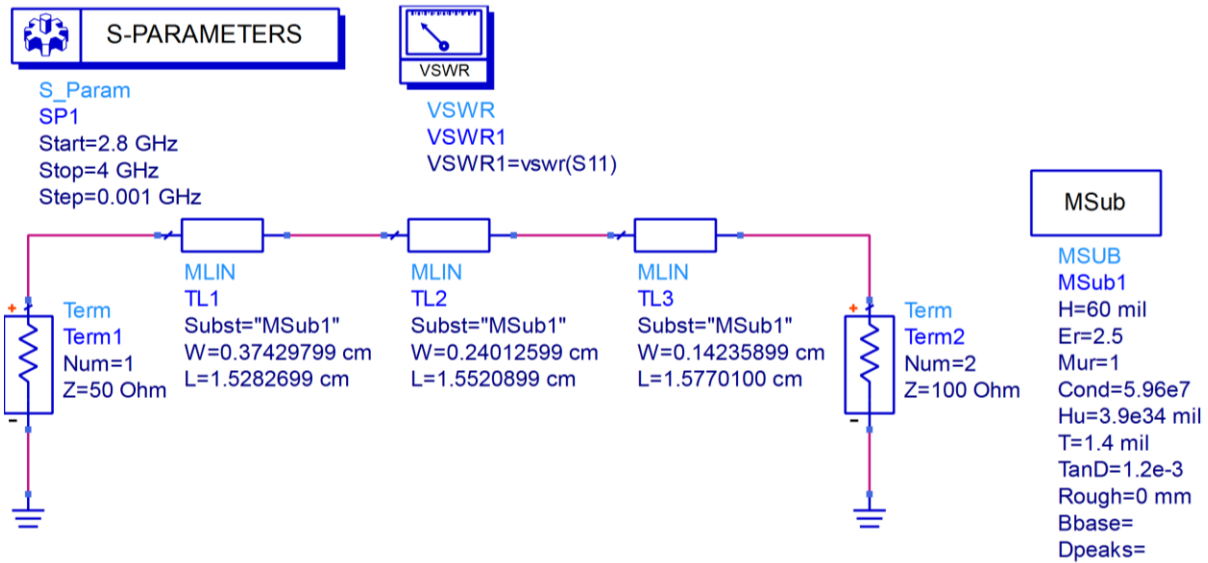 S-PARAMETERS
S_Param
SP1
Start=2.8 GHz
Stop=4 GHz
Step=0.001 GHz
VSWR
VSWR
VSWR1
VSWR1=vswr(S11)
MLIN
TL1
Subst="MSub1"
W=0.37429799 cm
L=1.5282699 cm
MLIN
TL2
Subst="MSub1"
W=0.24012599 cm
L=1.5520899 cm
MLIN
TL3
Subst="MSub1"
W=0.14235899 cm
L=1.5770100 cm
+
Term
Term1
Num=1
Z=50 Ohm
-
+
Term
Term2
Num=2
Z=100 Ohm
-
MSub
MSUB
MSub1
H=60 mil
Er=2.5
Mur=1
Cond=5.96e7
Hu=3.9e34 mil
T=1.4 mil
TanD=1.2e-3
Rough=0 mm
Bbase=
Dpeaks=